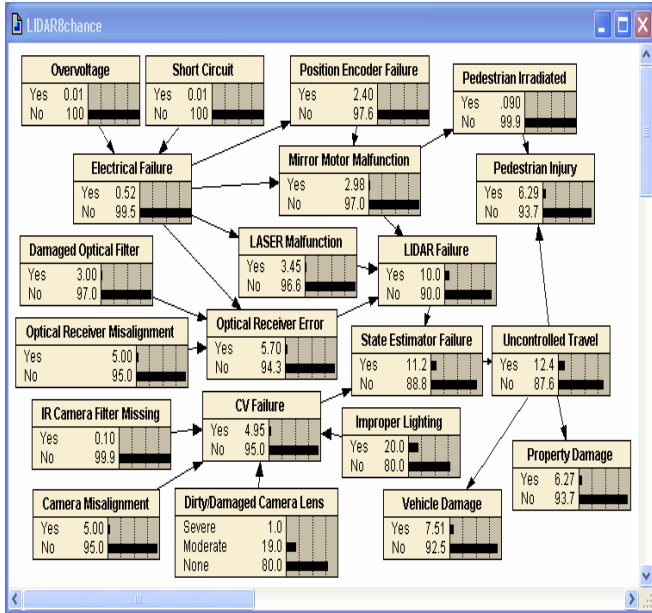 LIDAR8chance
Overvoltage
Yes 0.01
No 100
Short Circuit
Yes 0.01
No 100
Position Encoder Failure
Yes 2.40
No 97.6
Pedestrian Irradiated
Yes .090
No 99.9
Electrical Failure
Yes 0.52
No 99.5
Mirror Motor Malfunction
Yes 2.98
No 97.0
Pedestrian Injury
Yes 6.29
No 93.7
Damaged Optical Filter
Yes 3.00
No 97.0
LASER Malfunction
Yes 3.45
No 96.6
LIDAR Failure
Yes 10.0
No 90.0
Optical Receiver Misalignment
Yes 5.00
No 95.0
Optical Receiver Error
Yes 5.70
No 94.3
State Estimator Failure
Yes 11.2
No 88.8
Uncontrolled Travel
Yes 12.4
No 87.6
IR Camera Filter Missing
Yes 0.10
No 99.9
CV Failure
Yes 4.95
No 95.0
Improper Lighting
Yes 20.0
No 80.0
Property Damage
Yes 6.27
No 93.7
Camera Misalignment
Yes 5.00
No 95.0
Dirty/Damaged Camera Lens
Severe 1.0
Moderate 19.0
None 80.0
Vehicle Damage
Yes 7.51
No 92.5